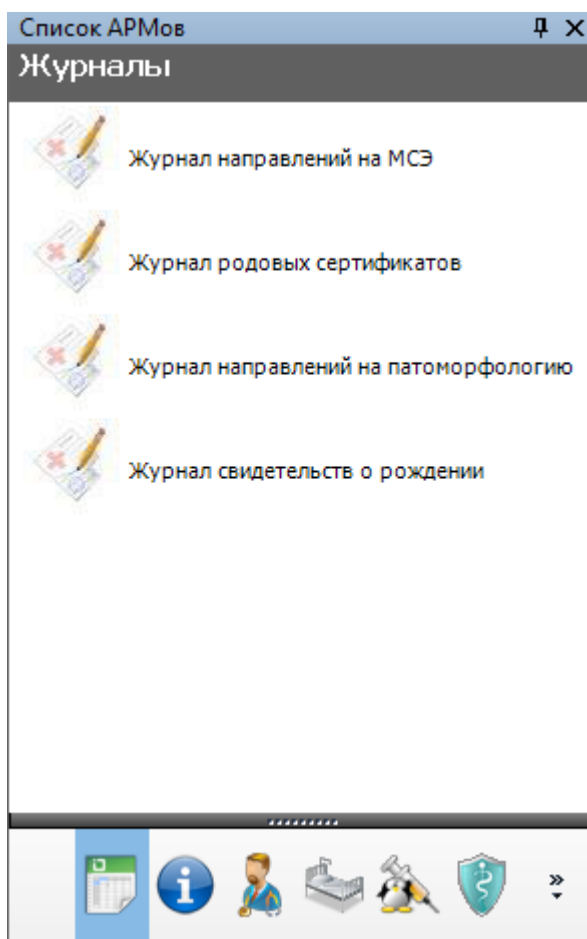 Список АРМов
Журналы
Журнал направлений на МСЭ
Журнал родовых сертификатов
Журнал направлений на патоморфологию
Журнал свидетельств о рождении